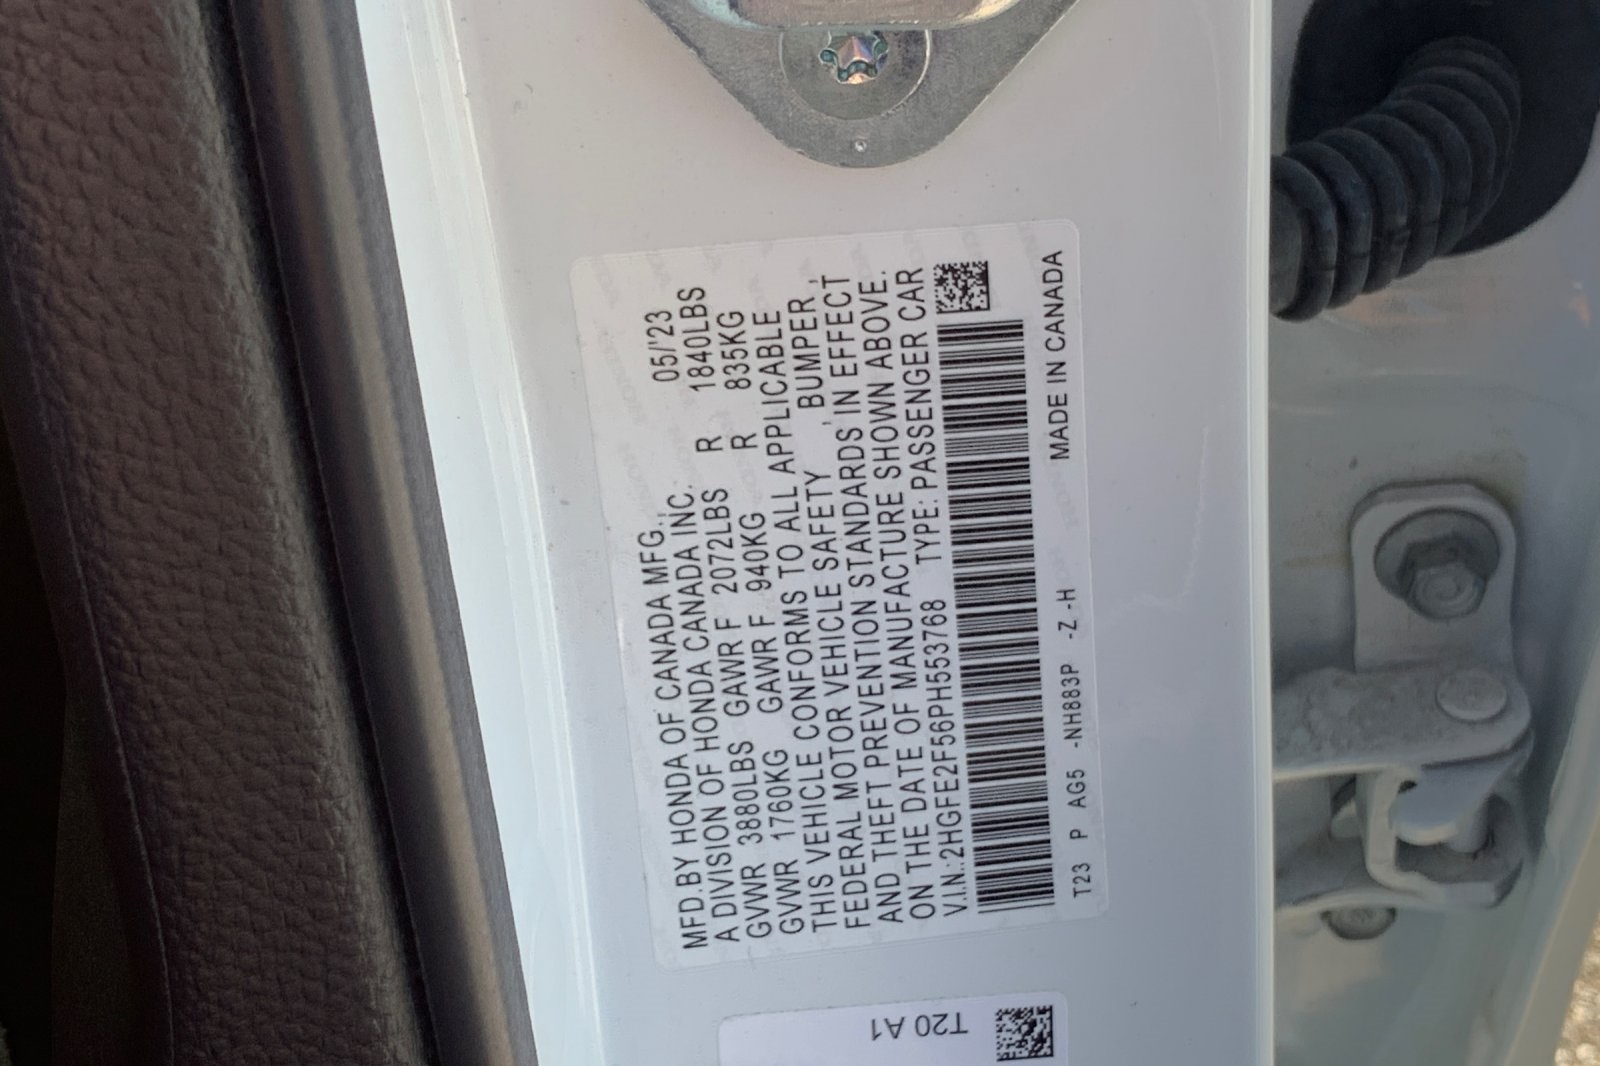 MFD.BY HONDA OF CANADA MFG., 05/'23
A DIVISION OF HONDA CANADA INC.
GVWR 3880LBS GAWR F 2072LBS R 1840LBS
GVWR 1760KG GAWR F 940KG R 835KG
THIS VEHICLE CONFORMS TO ALL APPLICABLE
FEDERAL MOTOR VEHICLE SAFETY , BUMPER ,
AND THEFT PREVENTION STANDARDS IN EFFECT
ON THE DATE OF MANUFACTURE SHOWN ABOVE.
V.I.N.:2HGFE2F56PH553768 TYPE: PASSENGER CAR
T23 P AG5 -NH883P -Z -H MADE IN CANADA
T20 A1